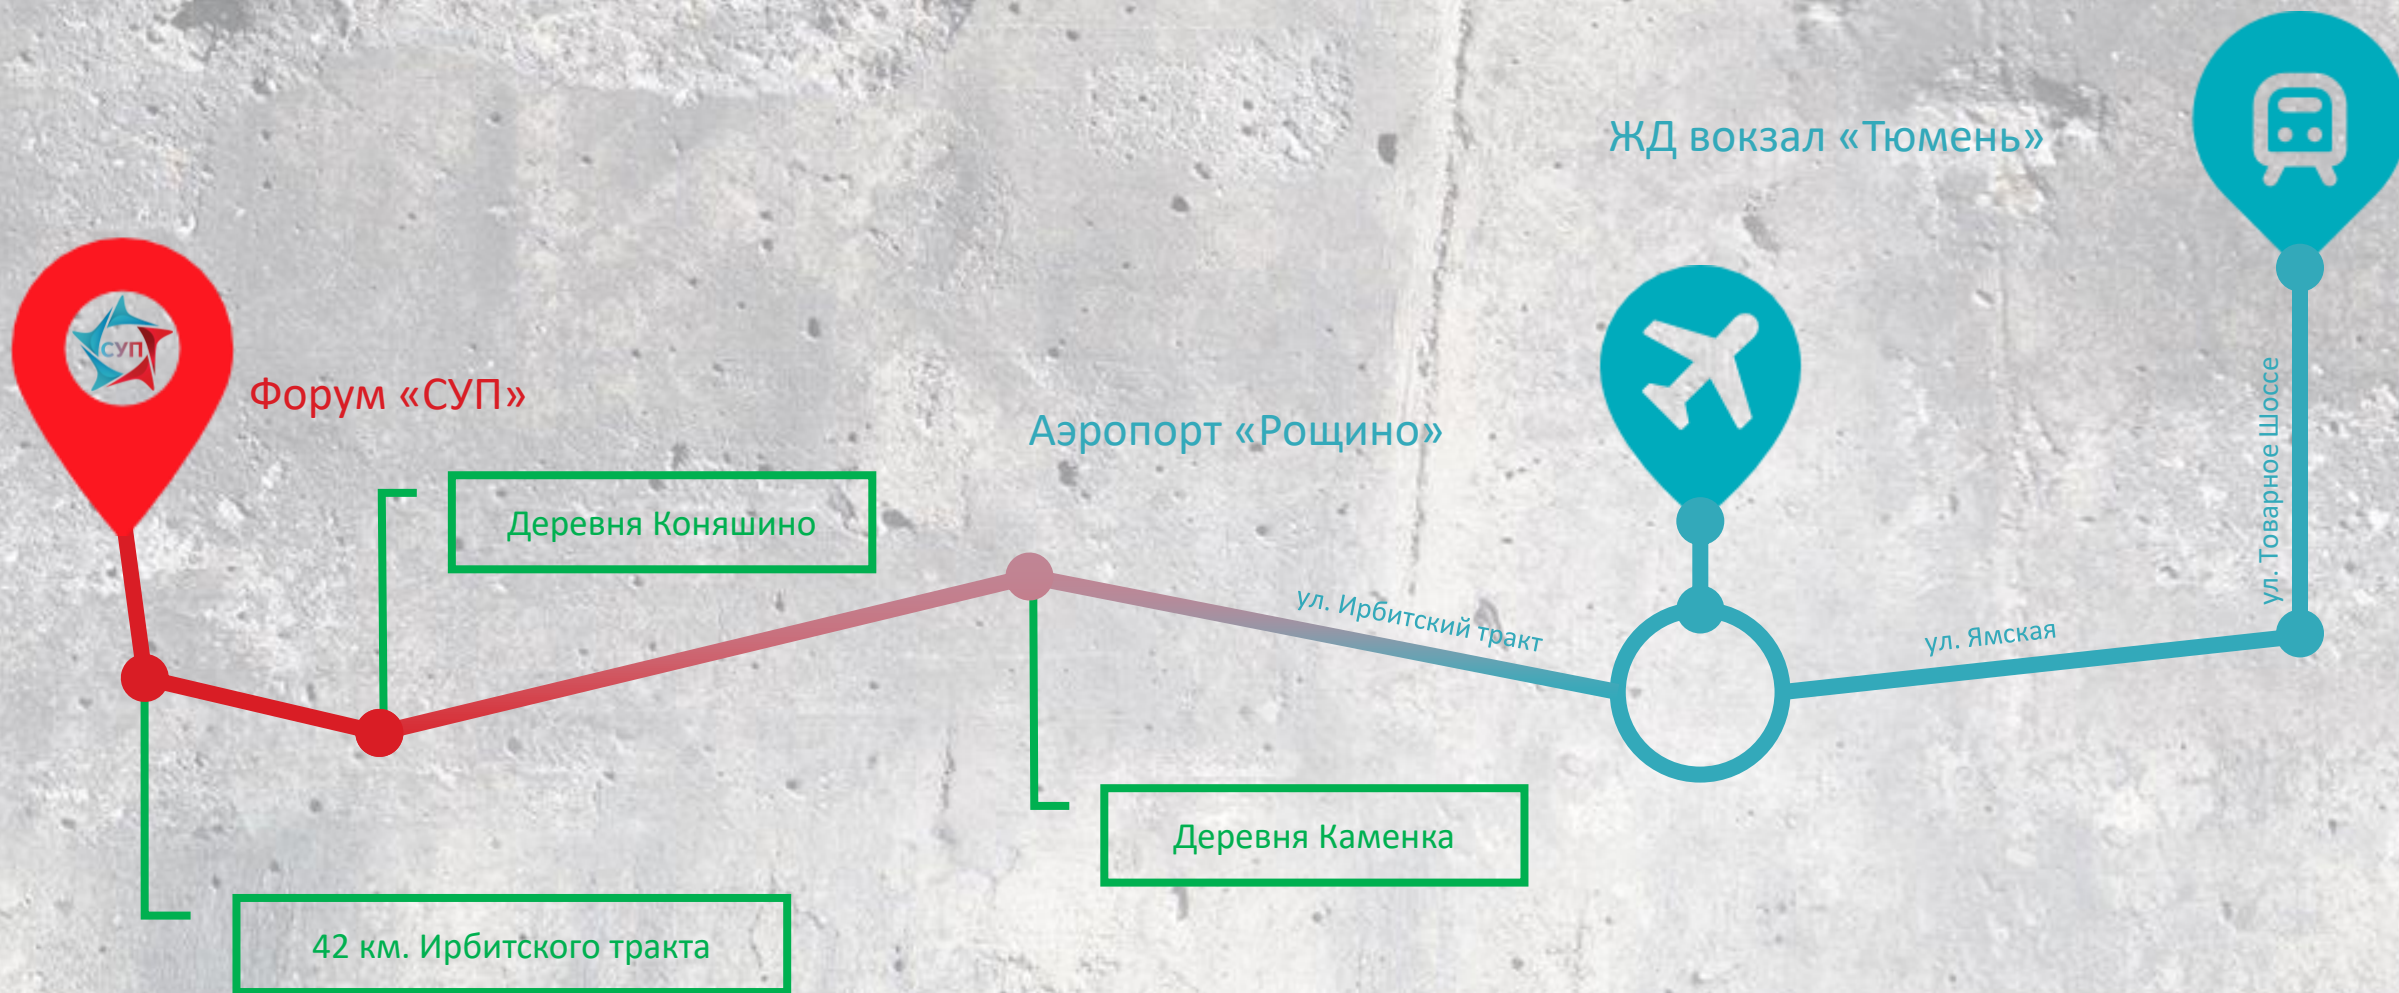 ЖД вокзал «Тюмень»
СУП
Форум «СУП»
Аэропорт «Рощино»
ул. Товарное Шоссе
Деревня Коняшино
ул. Ирбитский тракт
ул. Ямская
Деревня Каменка
42 км. Ирбитского тракта